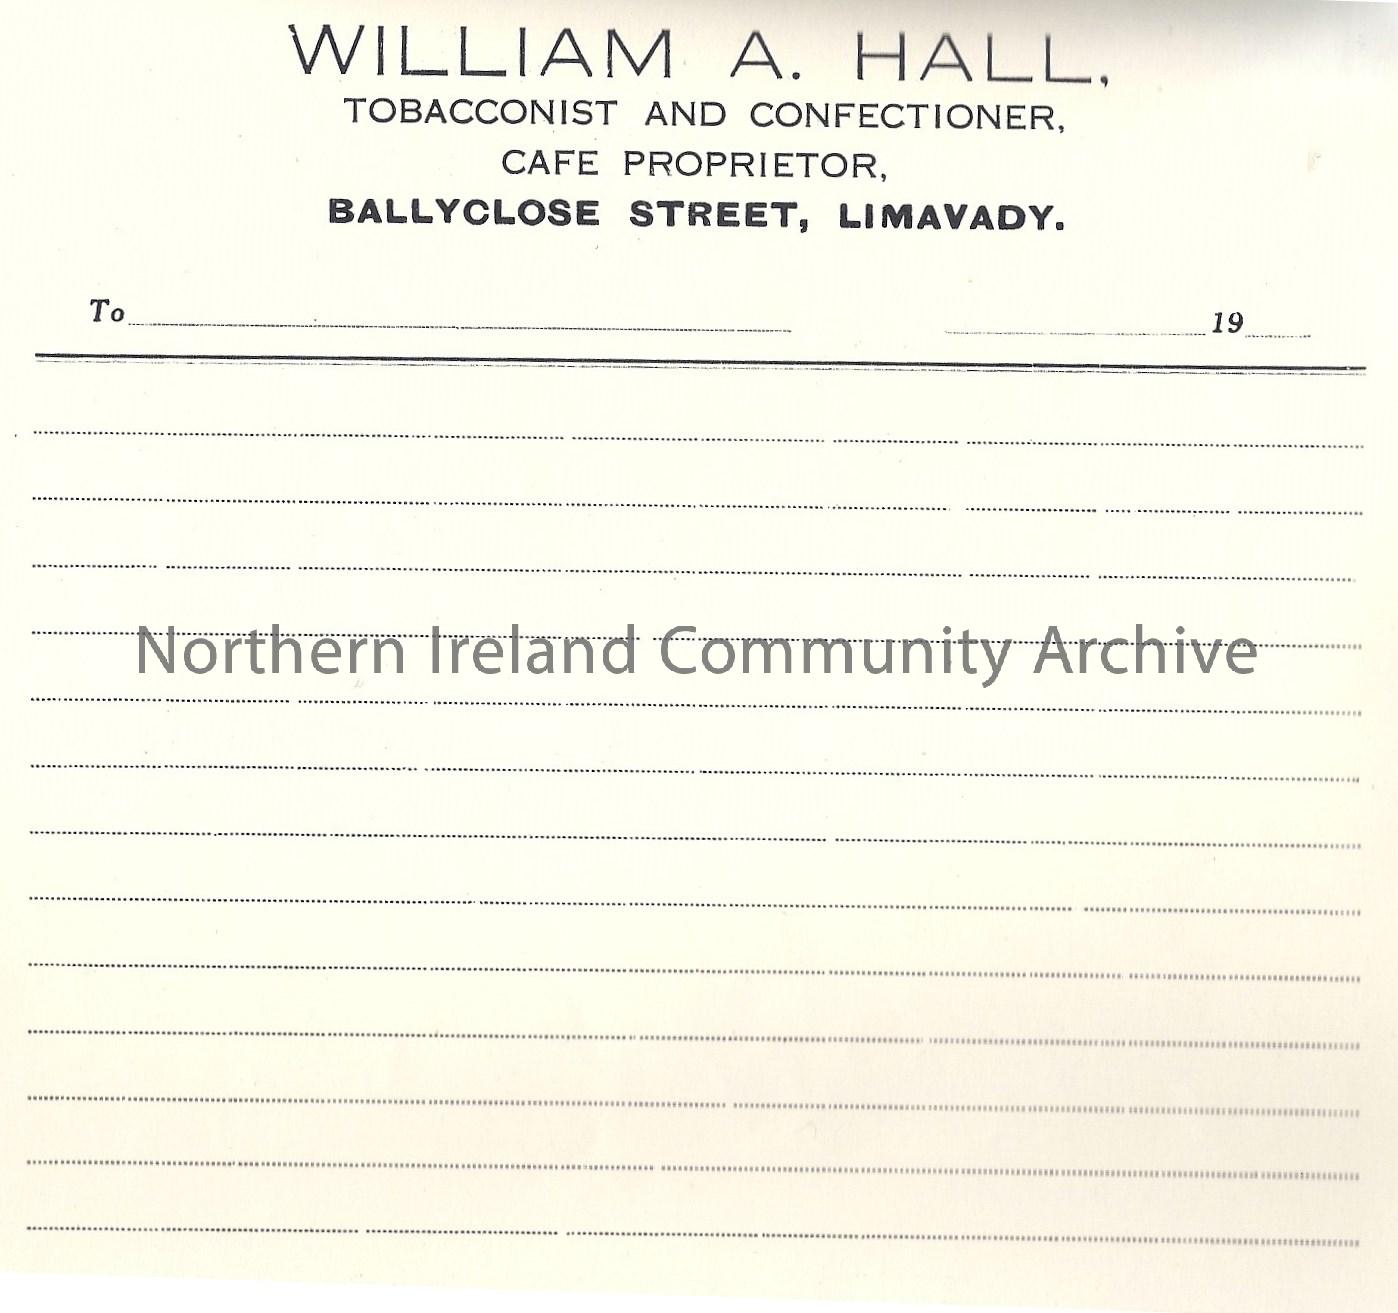 WILLIAM A. HALL,
TOBACCONIST AND CONFECTIONER,
CAFE PROPRIETOR,
BALLYCLOSE STREET, LIMAVADY.
To 19
Northern Ireland Community Archive